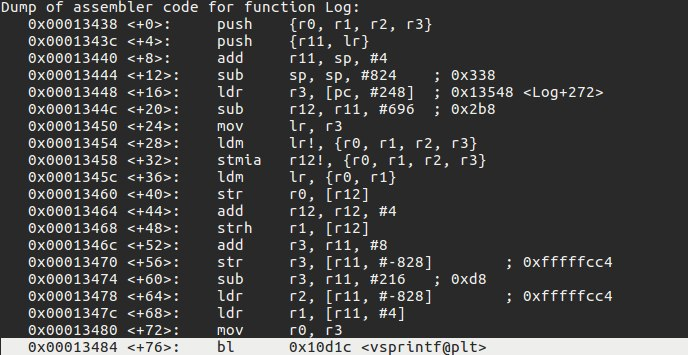 Dump of assembler code for function Log:
0x00013438 <+0>: push {r0, r1, r2, r3}
0x0001343c <+4>: push {r11, lr}
0x00013440 <+8>: add r11, sp, #4
0x00013444 <+12>: sub sp, sp, #824 ; 0x338
0x00013448 <+16>: ldr r3, [pc, #248] ; 0x13548 <Log+272>
0x0001344c <+20>: sub r12, r11, #696 ; 0x2b8
0x00013450 <+24>: mov lr, r3
0x00013454 <+28>: ldm lr!, {r0, r1, r2, r3}
0x00013458 <+32>: stmia r12!, {r0, r1, r2, r3}
0x0001345c <+36>: ldm lr, {r0, r1}
0x00013460 <+40>: str r0, [r12]
0x00013464 <+44>: add r12, r12, #4
0x00013468 <+48>: strh r1, [r12]
0x0001346c <+52>: add r3, r11, #8
0x00013470 <+56>: str r3, [r11, #-828] ; 0xfffffcc4
0x00013474 <+60>: sub r3, r11, #216 ; 0xd8
0x00013478 <+64>: ldr r2, [r11, #-828] ; 0xfffffcc4
0x0001347c <+68>: ldr r1, [r11, #4]
0x00013480 <+72>: mov r0, r3
0x00013484 <+76>: bl 0x10d1c <vsprintf@plt>